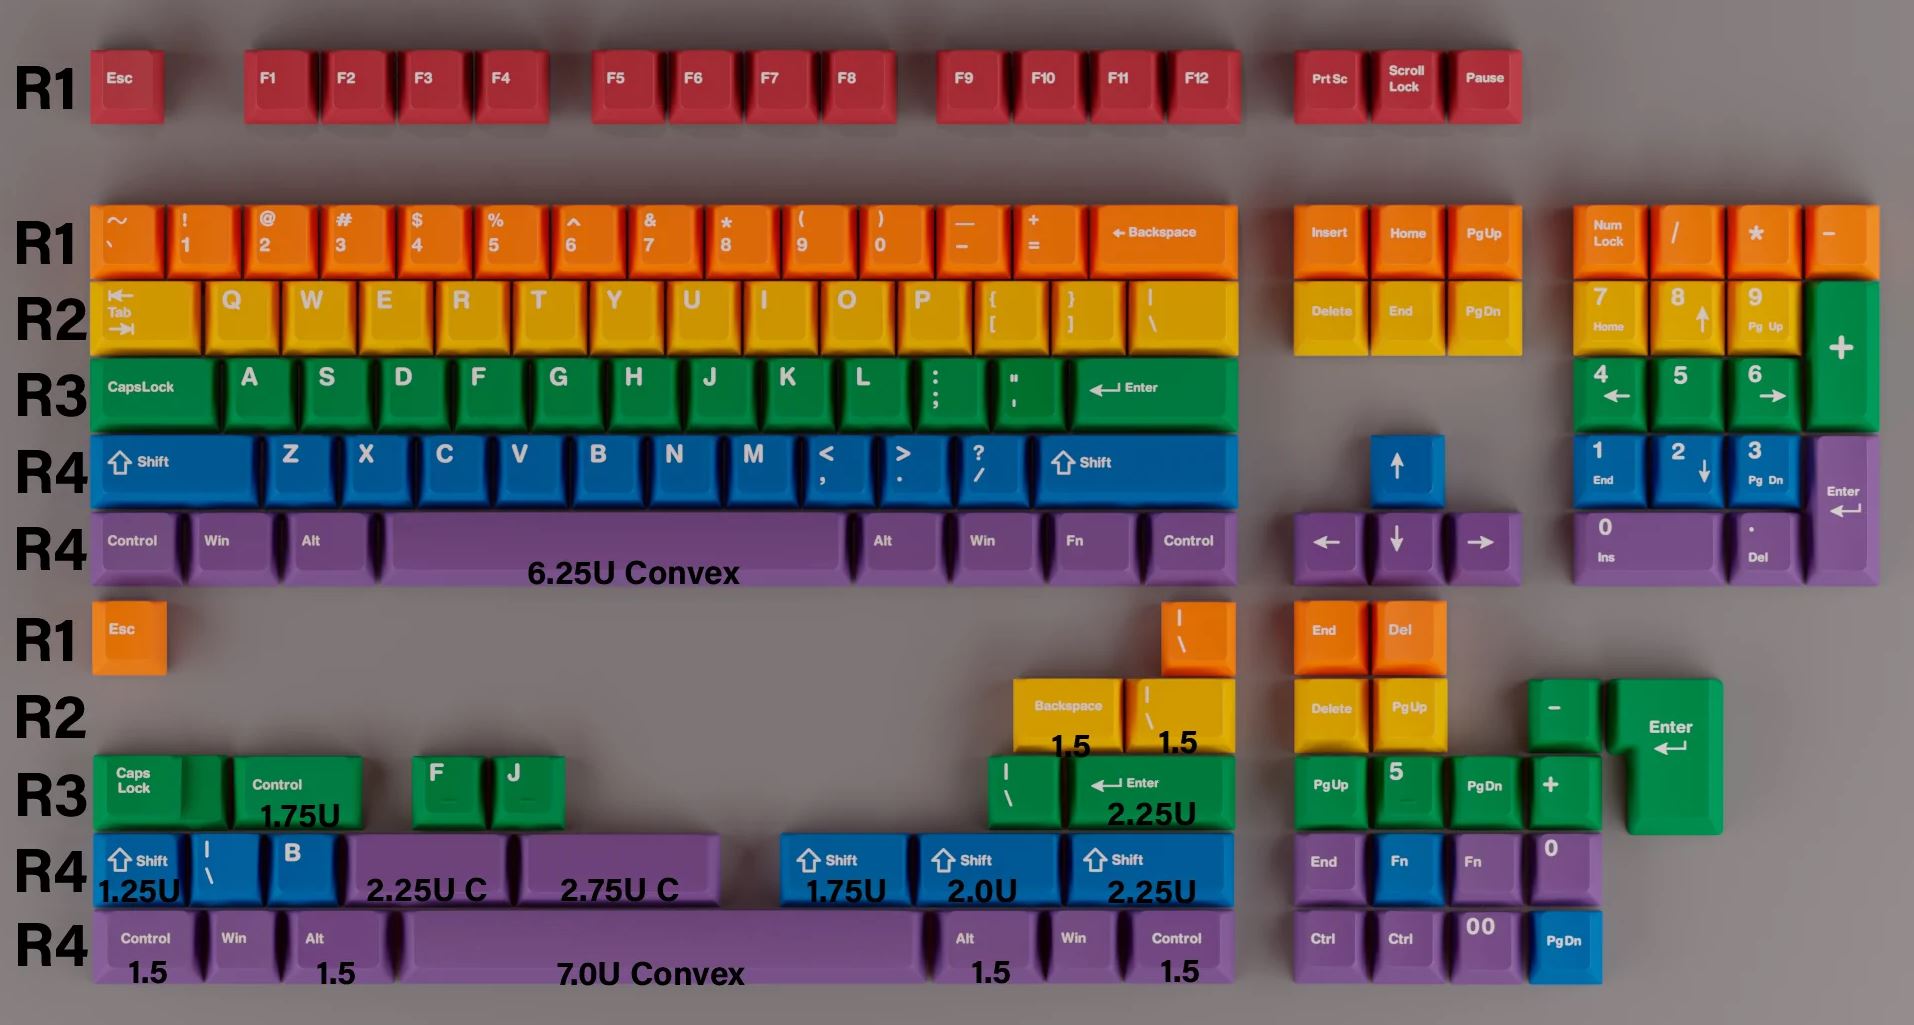 R1 Esc F1 F2 F3 F4 F5 F6 F7 F8 F9 F10 F11 F12 Prt Sc Scroll Lock Pause
R1 ~ ` ! 1 @ 2 # 3 $ 4 % 5 ^ 6 & 7 * 8 ( 9 ) 0 — - + = ← Backspace Insert Home PgUp Num Lock / * -
R2 Tab Q W E R T Y U I O P { [ } ] | \ Delete End PgDn 7 Home 8 ↑ 9 Pg Up +
R3 CapsLock A S D F G H J K L : ; " ' ↵ Enter 4 ← 5 6 →
R4 ⇧ Shift Z X C V B N M < , > . ? / ⇧ Shift ↑ 1 End 2 ↓ 3 Pg Dn Enter ↵
R4 Control Win Alt 6.25U Convex Alt Win Fn Control ← ↓ → 0 Ins . Del
R1 Esc | \ End Del
R2 Backspace 1.5 | \ 1.5 Delete PgUp - Enter ↵
R3 Caps Lock Control 1.75U F J | \ ↵ Enter 2.25U PgUp 5 PgDn +
R4 ⇧ Shift 1.25U | \ B 2.25U C 2.75U C ⇧ Shift 1.75U ⇧ Shift 2.0U ⇧ Shift 2.25U End Fn Fn 0
R4 Control 1.5 Win Alt 1.5 7.0U Convex Alt 1.5 Win Control 1.5 Ctrl Ctrl 00 PgDn